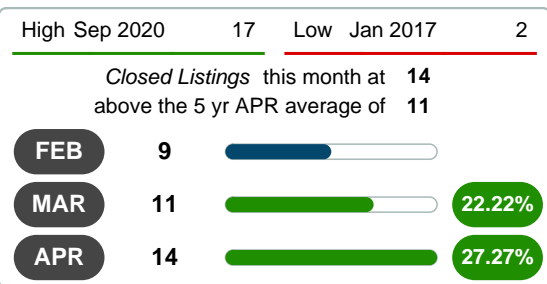 High Sep 2020 17 Low Jan 2017 2
Closed Listings this month at 14
above the 5 yr APR average of 11
FEB 9
MAR 11 22.22%
APR 14 27.27%